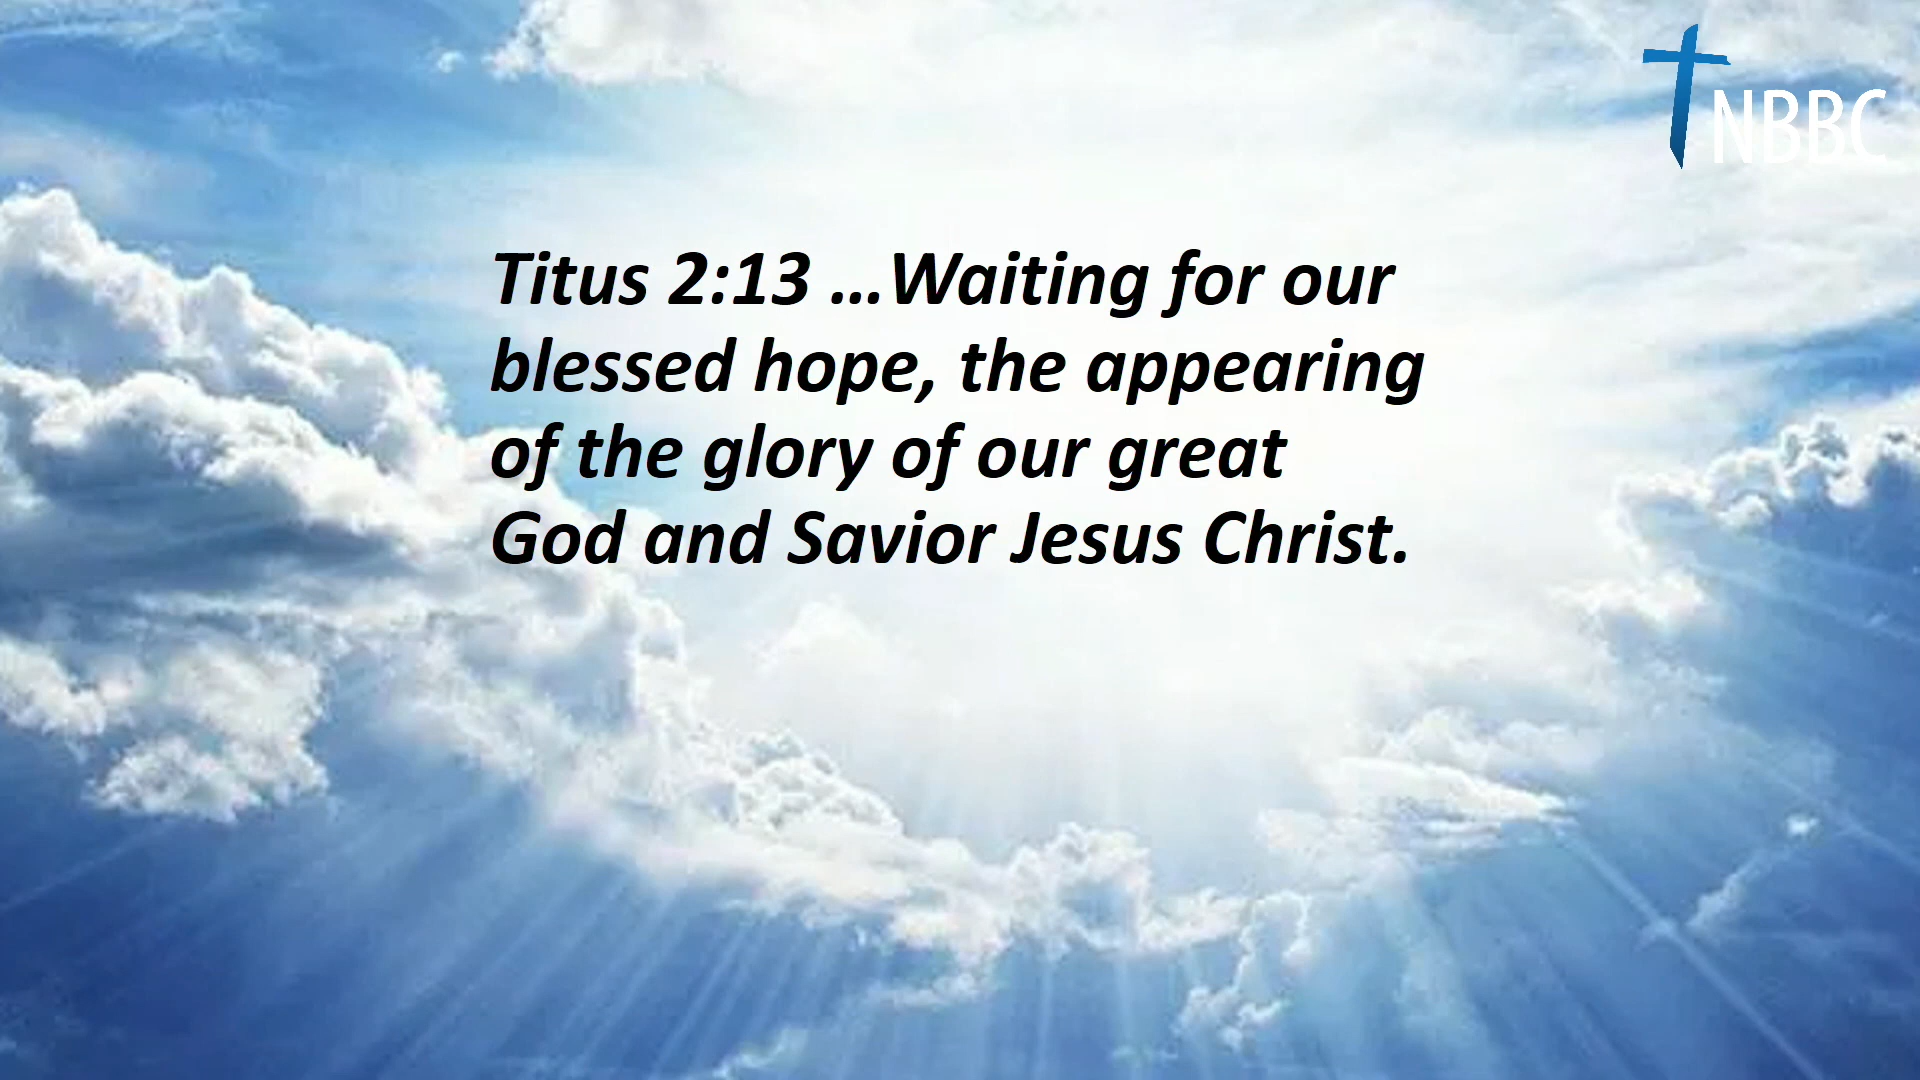 NBBC
Titus 2:13 …Waiting for our
blessed hope, the appearing
of the glory of our great
God and Savior Jesus Christ.